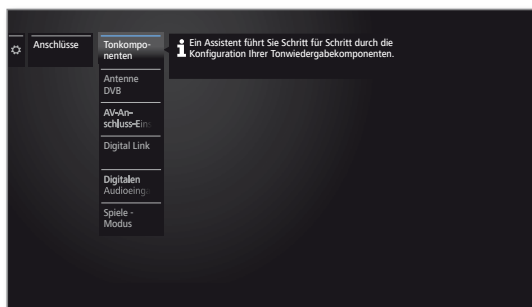 Anschlüsse
Tonkompo-
nenten
Ein Assistent führt Sie Schritt für Schritt durch die
Konfiguration Ihrer Tonwiedergabekomponenten.
Antenne
DVB
AV-An-
schluss-Eins
Digital Link
Digitalen
Audioeinga
Spiele -
Modus